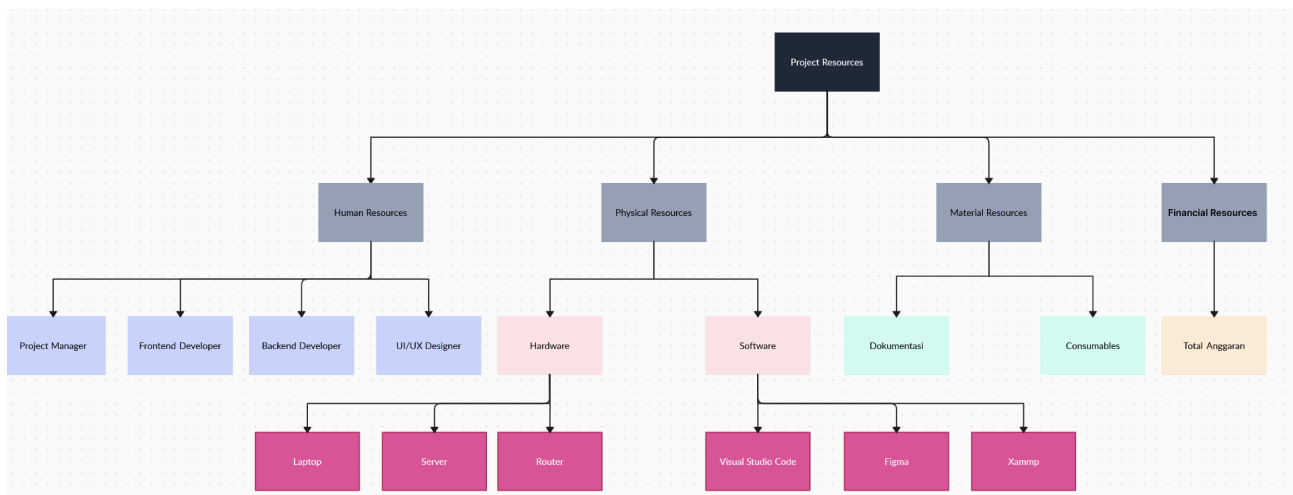 Project Resources
Human Resources
Physical Resources
Material Resources
Financial Resources
Project Manager
Frontend Developer
Backend Developer
UI/UX Designer
Hardware
Software
Dokumentasi
Consumables
Total Anggaran
Laptop
Server
Router
Visual Studio Code
Figma
Xammp